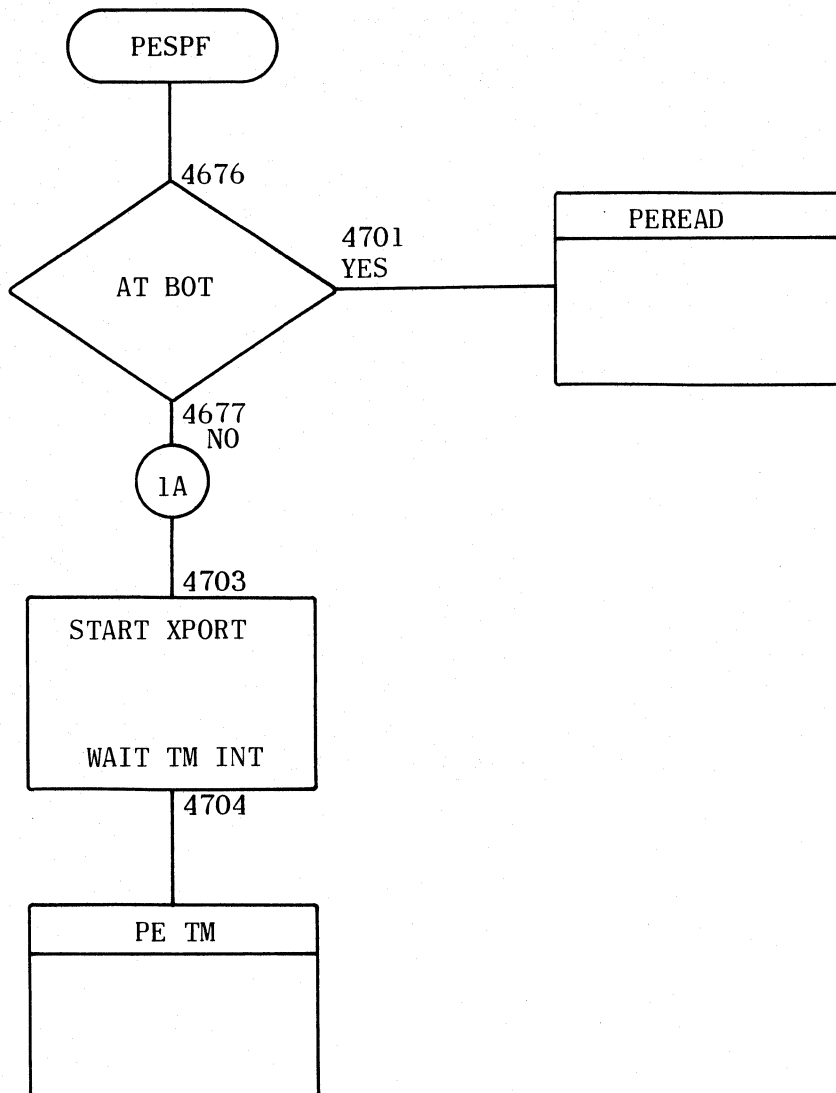 PESPF
4676
AT BOT
4701
YES
PEREAD
4677
NO
1A
4703
START XPORT
WAIT TM INT
4704
PE TM